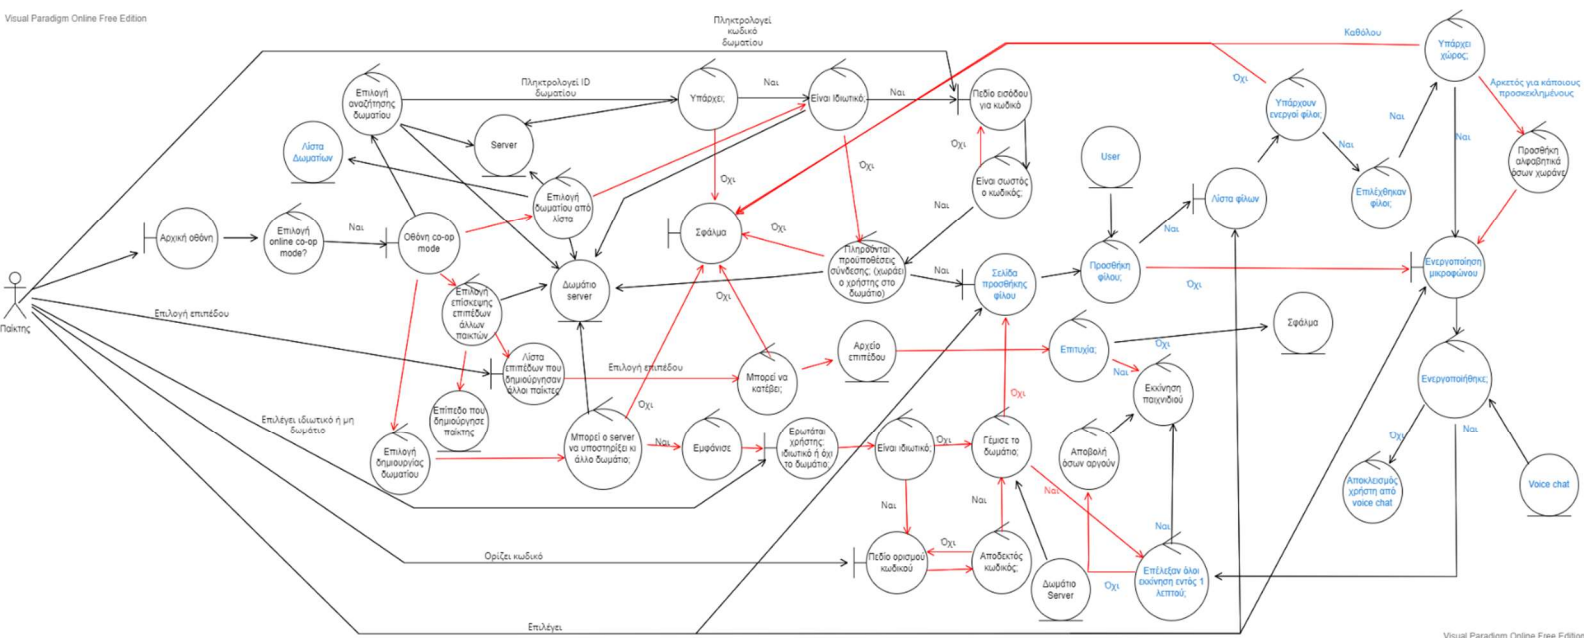 Visual Paradigm Online Free Edition
Πληκτρολογεί
κωδικό
δωματίου
Καθόλου
Υπάρχει
χώρος;
Επιλογή
αναζήτησης
δωματίου
Πληκτρολογεί ID
δωματίου
Υπάρχει;
Ναι
Είναι Ιδιωτικό;
Ναι
Πεδίο εισόδου
για κωδικό
Όχι
Αρκετός για κάποιους
προσκεκλημένους
Υπάρχουν
ενεργοί φίλοι;
Ναι
Ναι
Ναι
Προσθήκη
αλφαβητικά
όσων χωράνε
Λίστα
Δωματίων
Server
Όχι
Όχι
Όχι
Είναι σωστός
ο κωδικός;
User
Επιλέχθηκαν
φίλοι;
Επιλογή
δωματίου από
λίστα
Ναι
Λίστα φίλων
Αρχική οθόνη
Επιλογή
online co-op
mode?
Ναι
Οθόνη co-op
mode
Σφάλμα
Όχι
Ναι
Πληρούνται
προϋποθέσεις
σύνδεσης; (χωράει
ο χρήστης στο
δωμάτιο)
Ναι
Σελίδα
προσθήκης
φίλου
Προσθήκη
φίλου;
Όχι
Ενεργοποίηση
μικροφώνου
Δωμάτιο
server
Παίκτης
Επιλογή επιπέδου
Επιλογή
επίσκεψης
επιπέδων
άλλων
παικτών
Όχι
Σφάλμα
Λίστα
επιπέδων που
δημιούργησαν
άλλοι παίκτες
Επιλογή επιπέδου
Μπορεί να
κατέβει;
Αρχείο
επιπέδου
Επιτυχία;
Όχι
Ναι
Ενεργοποιήθηκε;
Εκκίνηση
παιχνιδιού
Επίπεδο που
δημιούργησε
παίκτης
Όχι
Όχι
Επιλέγει ιδιωτικό ή μη
δωμάτιο
Επιλογή
δημιουργίας
δωματίου
Μπορεί ο server
να υποστηρίξει κι
άλλο δωμάτιο;
Ναι
Εμφάνισε
Ερωτάται
χρήστης:
ιδιωτικό ή όχι
το δωμάτιο;
Είναι ιδιωτικό;
Όχι
Γέμισε το
δωμάτιο;
Αποβολή
όσων αργούν
Όχι
Ναι
Ναι
Αποκλεισμός
χρήστη από
voice chat
Voice chat
Ναι
Ναι
Ναι
Ορίζει κωδικό
Πεδίο ορισμού
κωδικού
Όχι
Αποδεκτός
κωδικός;
Δωμάτιο
Server
Όχι
Επέλεξαν όλοι
εκκίνηση εντός 1
λεπτού;
Επιλέγει
Visual Paradigm Online Free Edition